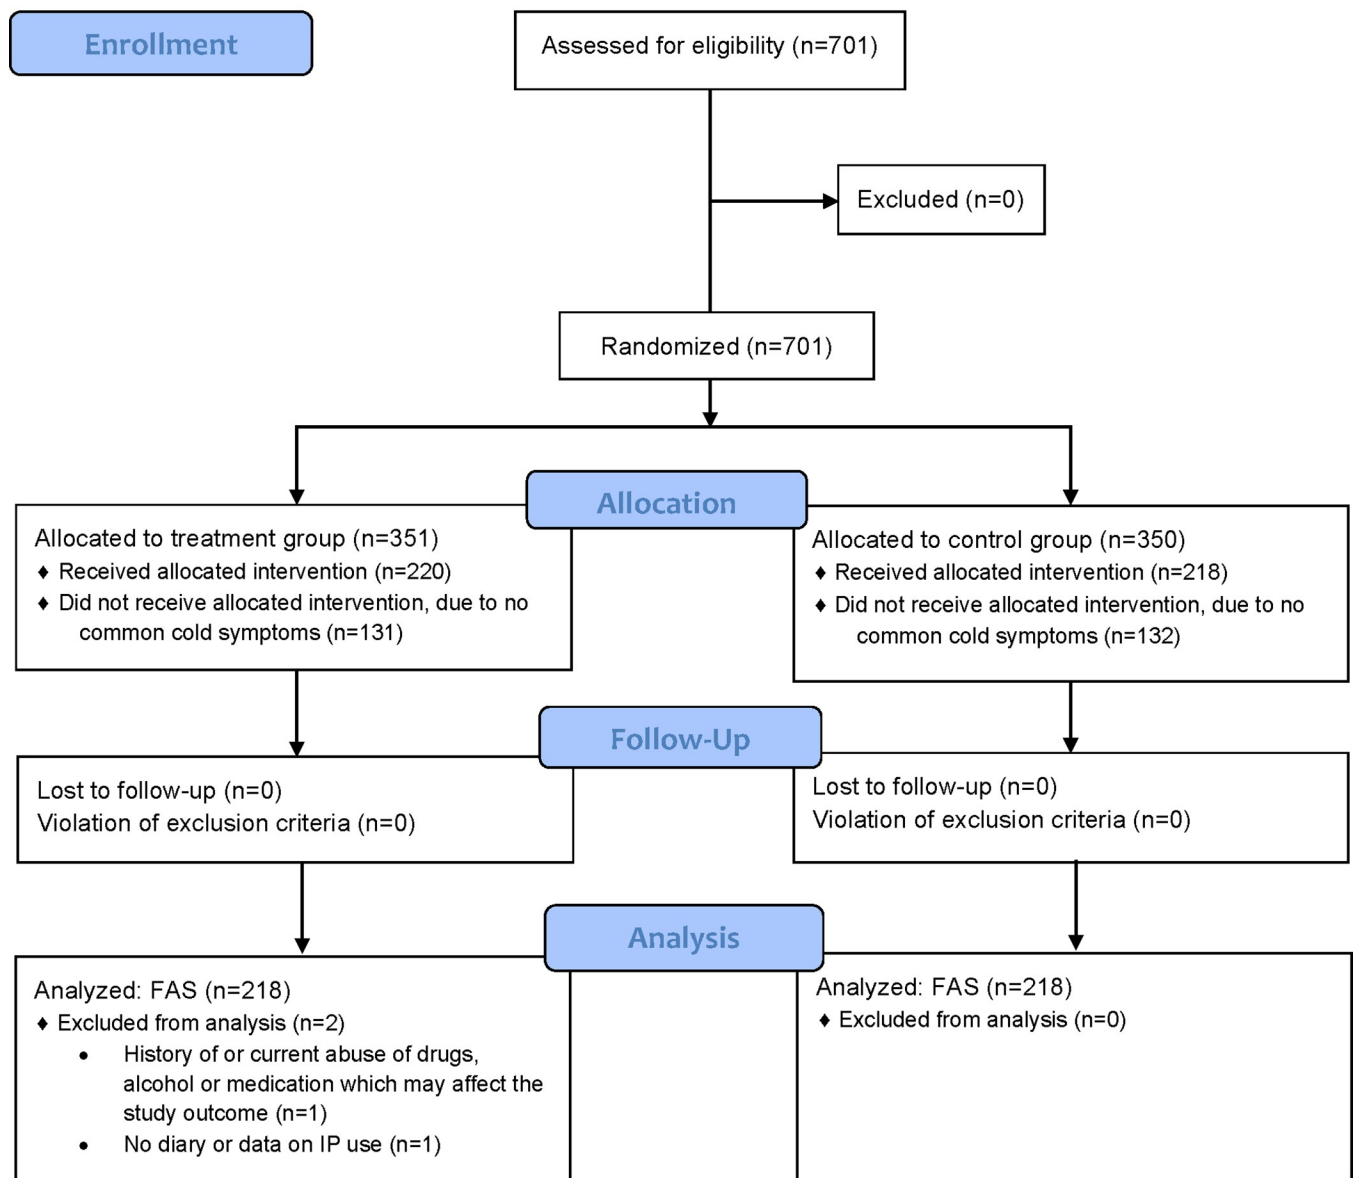 Enrollment
Assessed for eligibility (n=701)
Excluded (n=0)
Randomized (n=701)
Allocation
Allocated to treatment group (n=351)
♦ Received allocated intervention (n=220)
♦ Did not receive allocated intervention, due to no
common cold symptoms (n=131)
Allocated to control group (n=350)
♦ Received allocated intervention (n=218)
♦ Did not receive allocated intervention, due to no
common cold symptoms (n=132)
Follow-Up
Lost to follow-up (n=0)
Violation of exclusion criteria (n=0)
Lost to follow-up (n=0)
Violation of exclusion criteria (n=0)
Analysis
Analyzed: FAS (n=218)
♦ Excluded from analysis (n=2)
• History of or current abuse of drugs,
alcohol or medication which may affect the
study outcome (n=1)
• No diary or data on IP use (n=1)
Analyzed: FAS (n=218)
♦ Excluded from analysis (n=0)